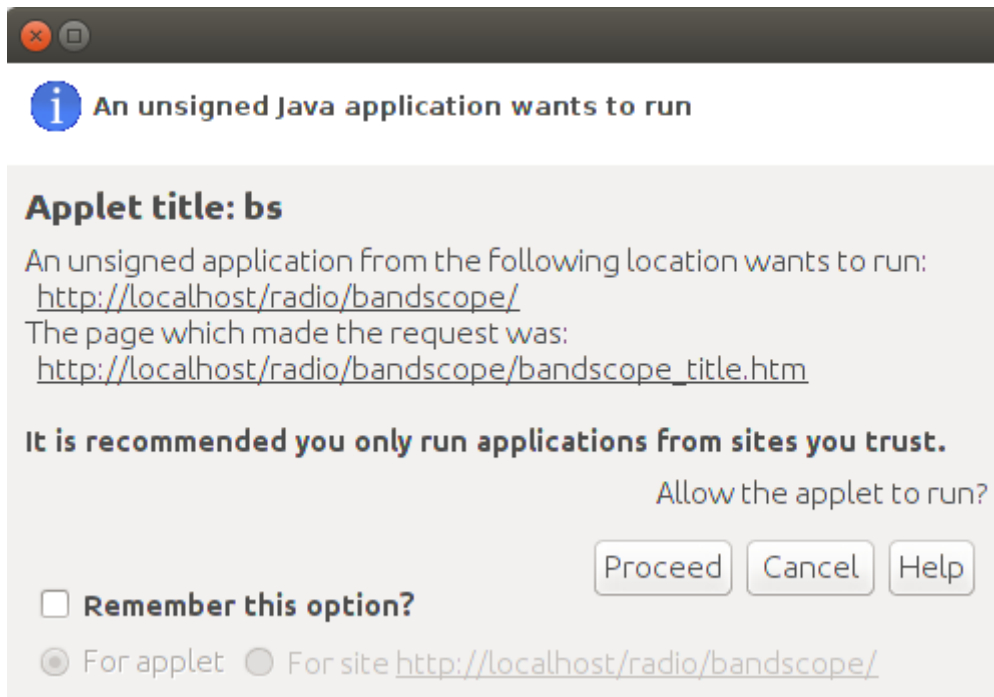 An unsigned Java application wants to run
Applet title: bs
An unsigned application from the following location wants to run:
http://localhost/radio/bandscope/
The page which made the request was:
http://localhost/radio/bandscope/bandscope_title.htm
It is recommended you only run applications from sites you trust.
Allow the applet to run?
Proceed Cancel Help
Remember this option?
For applet For site http://localhost/radio/bandscope/